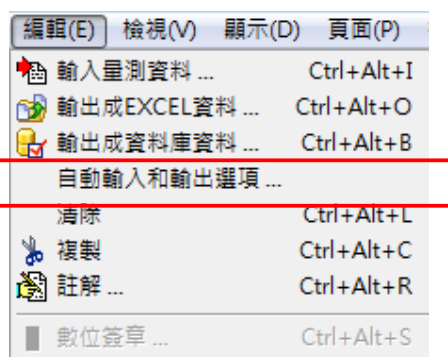 編輯(E) 檢視(V) 顯示(D) 頁面(P)
輸入量測資料 ... Ctrl+Alt+I
輸出成EXCEL資料 ... Ctrl+Alt+O
輸出成資料庫資料 ... Ctrl+Alt+B
自動輸入和輸出選項 ...
清除 Ctrl+Alt+L
複製 Ctrl+Alt+C
註解 ... Ctrl+Alt+R
數位簽章 ... Ctrl+Alt+S